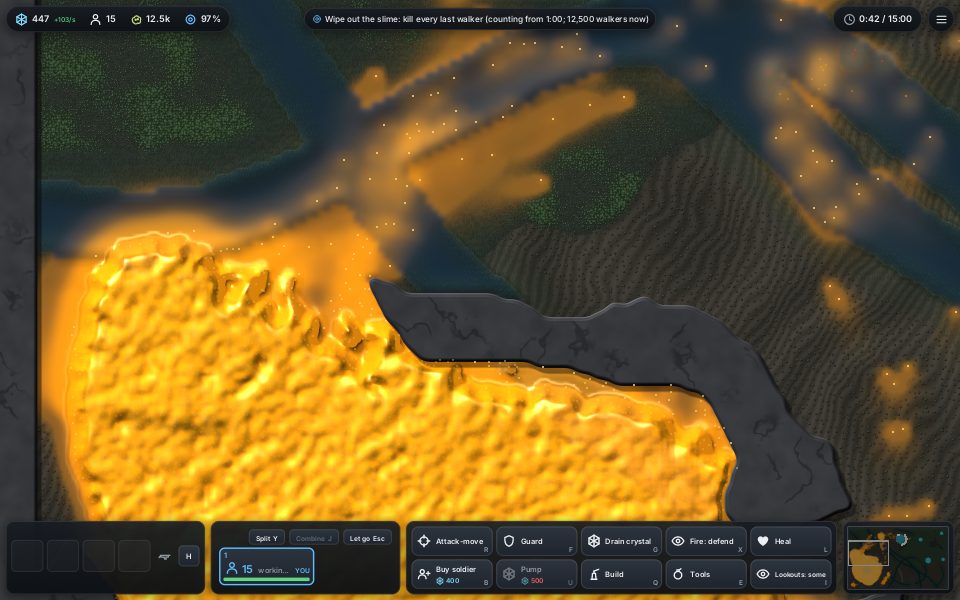 447 +103/s 15 12.5k 97%
Wipe out the slime: kill every last walker (counting from 1:00; 12,500 walkers now)
0:42 / 15:00
H
Split Y Combine J Let go Esc
1
15 workin... YOU
Attack-move R
Guard F
Drain crystal G
Fire: defend X
Heal L
Buy soldier 400 B
Pump 500 U
Build Q
Tools E
Lookouts: some I